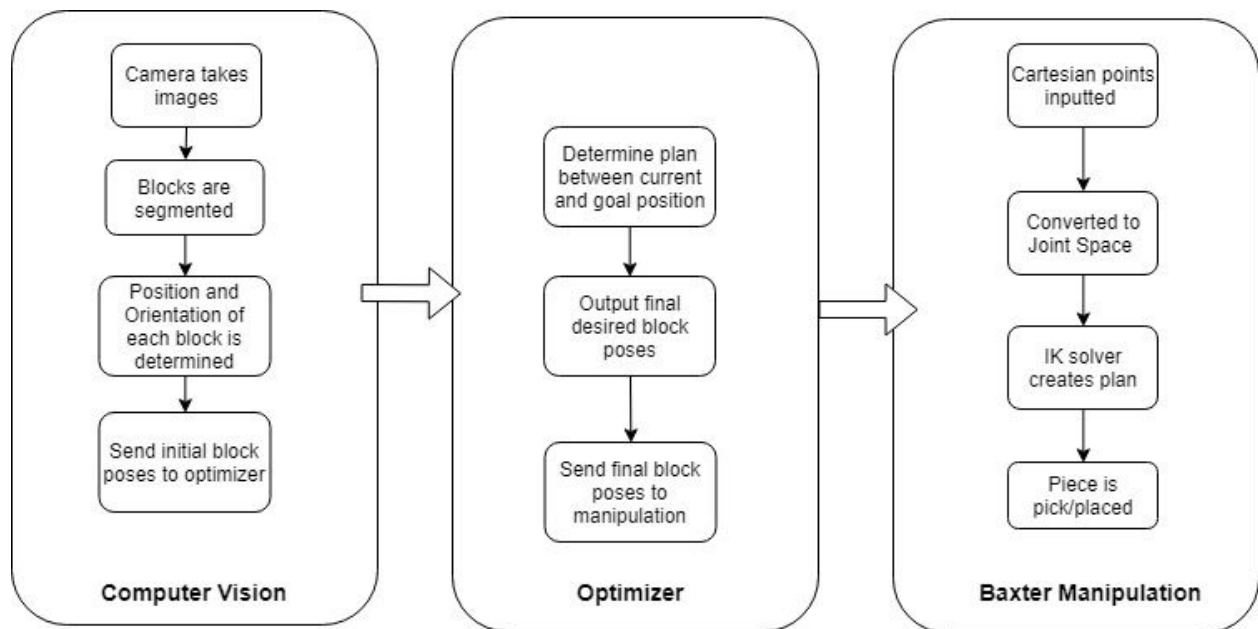 Camera takes
images
Blocks are
segmented
Position and
Orientation of
each block is
determined
Send initial block
poses to optimizer
Computer Vision
Determine plan
between current
and goal position
Output final
desired block
poses
Send final block
poses to
manipulation
Optimizer
Cartesian points
inputted
Converted to
Joint Space
IK solver
creates plan
Piece is
pick/placed
Baxter Manipulation